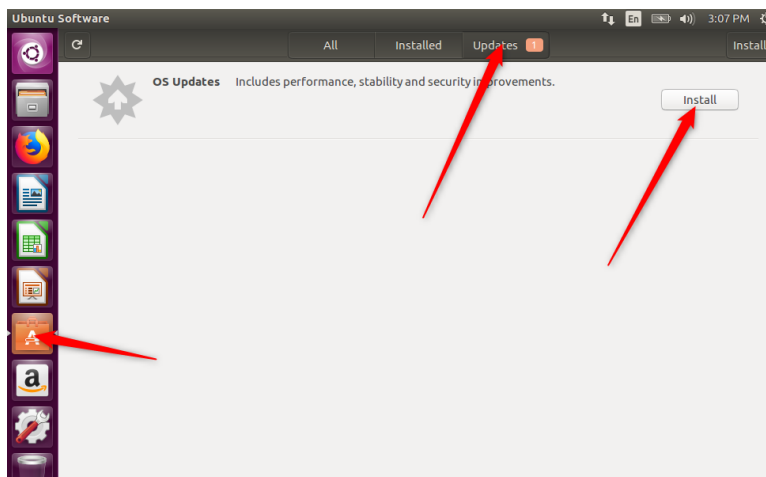 Ubuntu Software
En
3:07 PM
All
Installed
Updates 1
Install
OS Updates Includes performance, stability and security improvements.
Install
A
a